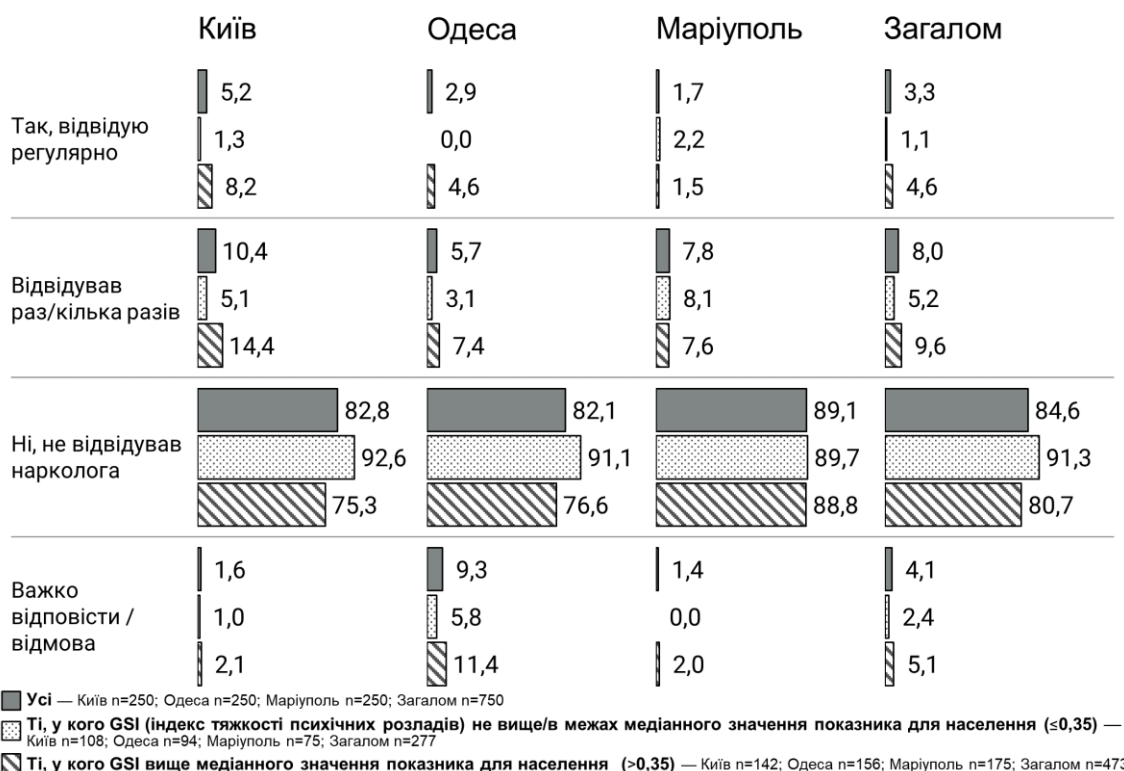 Київ Одеса Маріуполь Загалом
5,2 2,9 1,7 3,3
Так, відвідую
регулярно
1,3 0,0 2,2 1,1
8,2 4,6 1,5 4,6
10,4 5,7 7,8 8,0
Відвідував
раз/кілька разів
5,1 3,1 8,1 5,2
14,4 7,4 7,6 9,6
82,8 82,1 89,1 84,6
Ні, не відвідував
нарколога
92,6 91,1 89,7 91,3
75,3 76,6 88,8 80,7
1,6 9,3 1,4 4,1
Важко
відповісти /
відмова
1,0 5,8 0,0 2,4
2,1 11,4 2,0 5,1
Усі — Київ n=250; Одеса n=250; Маріуполь n=250; Загалом n=750
Ті, у кого GSI (індекс тяжкості психічних розладів) не вище/в межах медіанного значення показника для населення (≤0,35) —
Київ n=108; Одеса n=94; Маріуполь n=75; Загалом n=277
Ті, у кого GSI вище медіанного значення показника для населення (>0,35) — Київ n=142; Одеса n=156; Маріуполь n=175; Загалом n=473